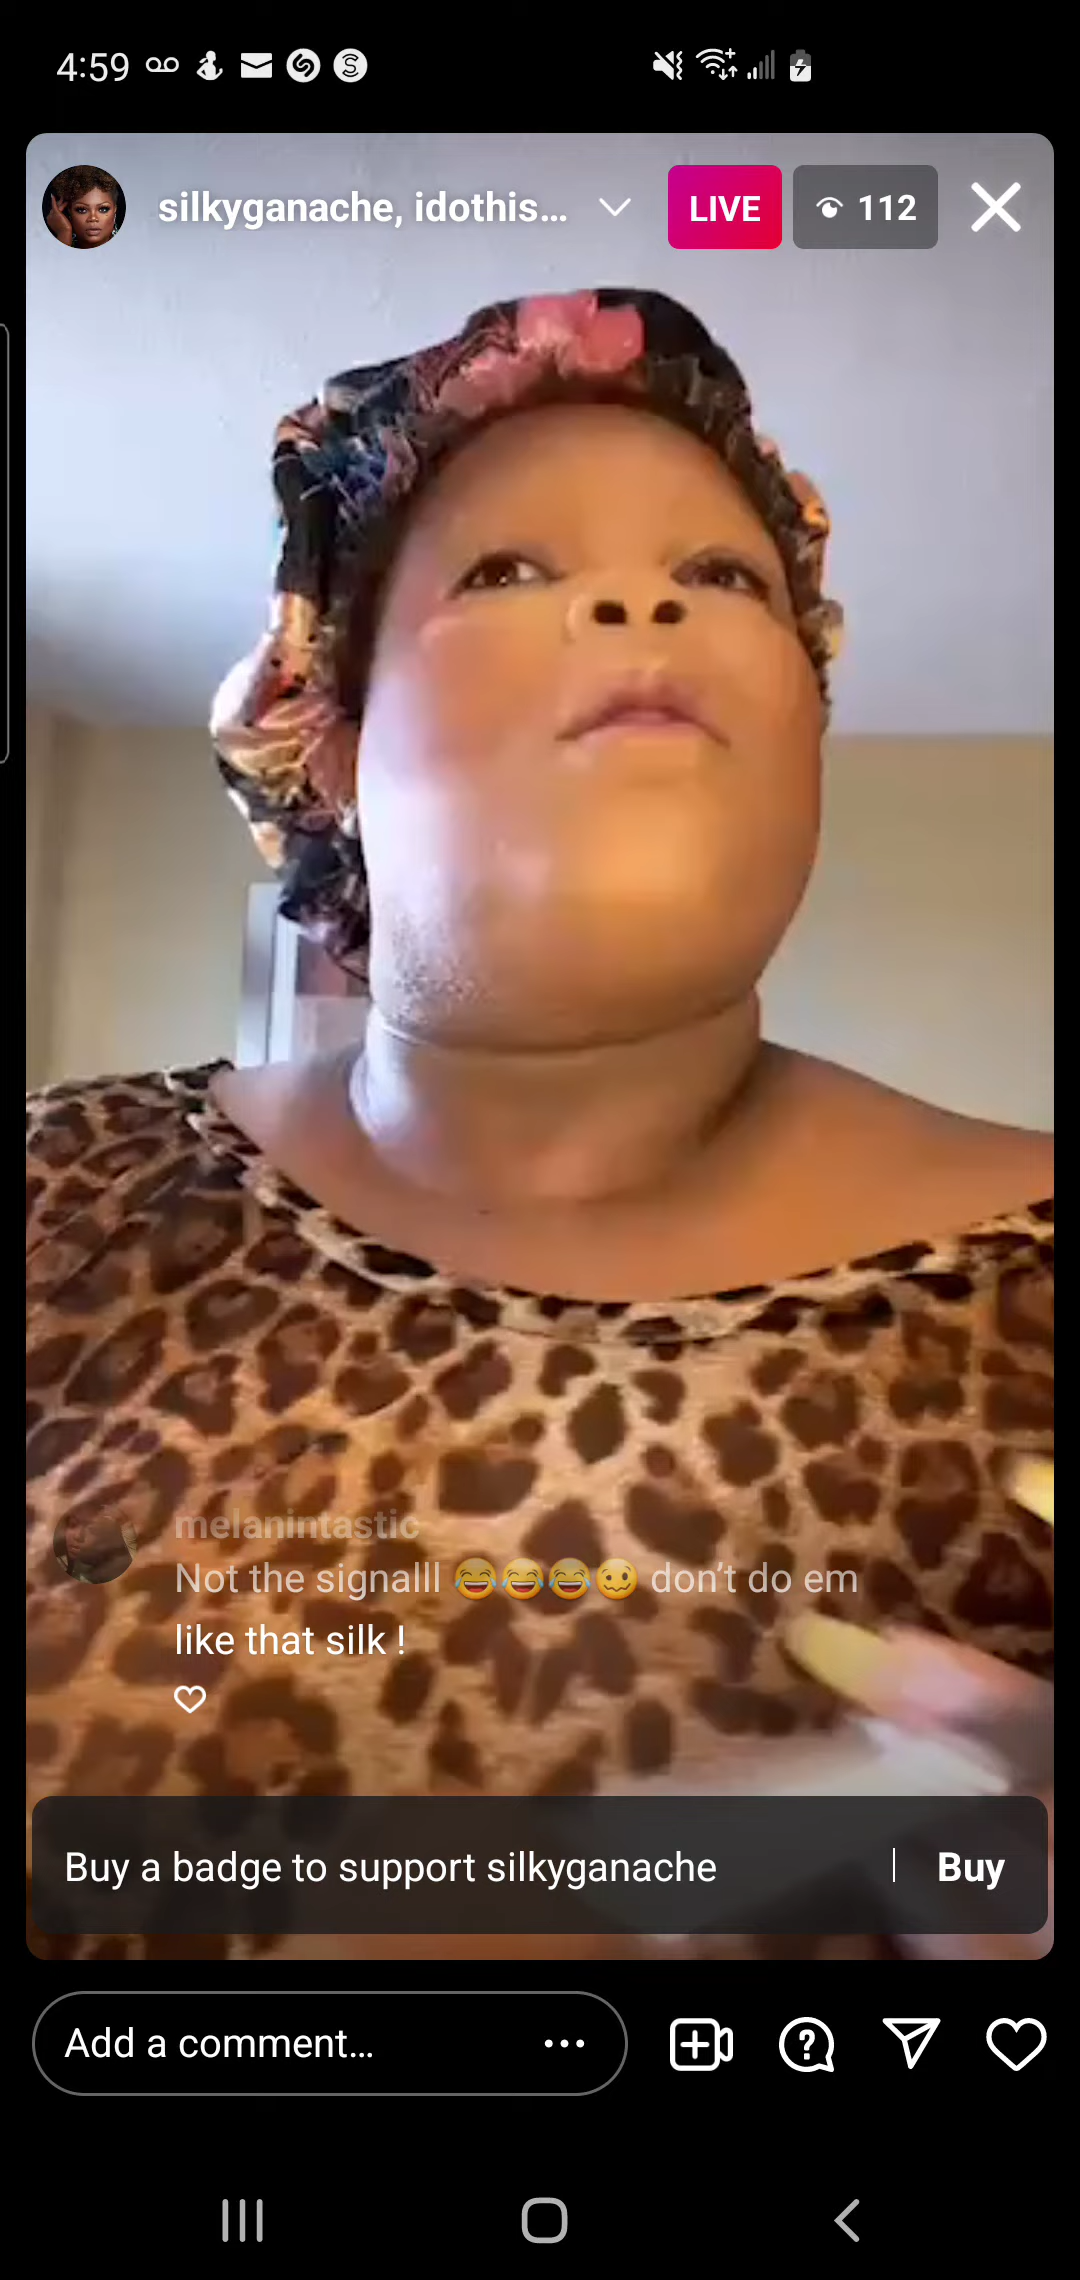 4:59
silkyganache, idothis...
LIVE
112
melanintastic
Not the signalll 😂😂😂🥴 don't do em
like that silk !
Buy a badge to support silkyganache
Buy
Add a comment...